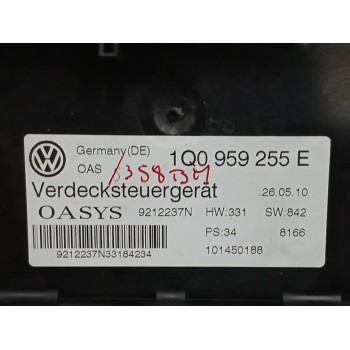 Germany(DE) 1Q0 959 255 E
OAS
Verdecksteuergerät 26.05.10
OASYS 9212237N HW:331 SW:842
PS:34 8166
9212237N33184234 101450188